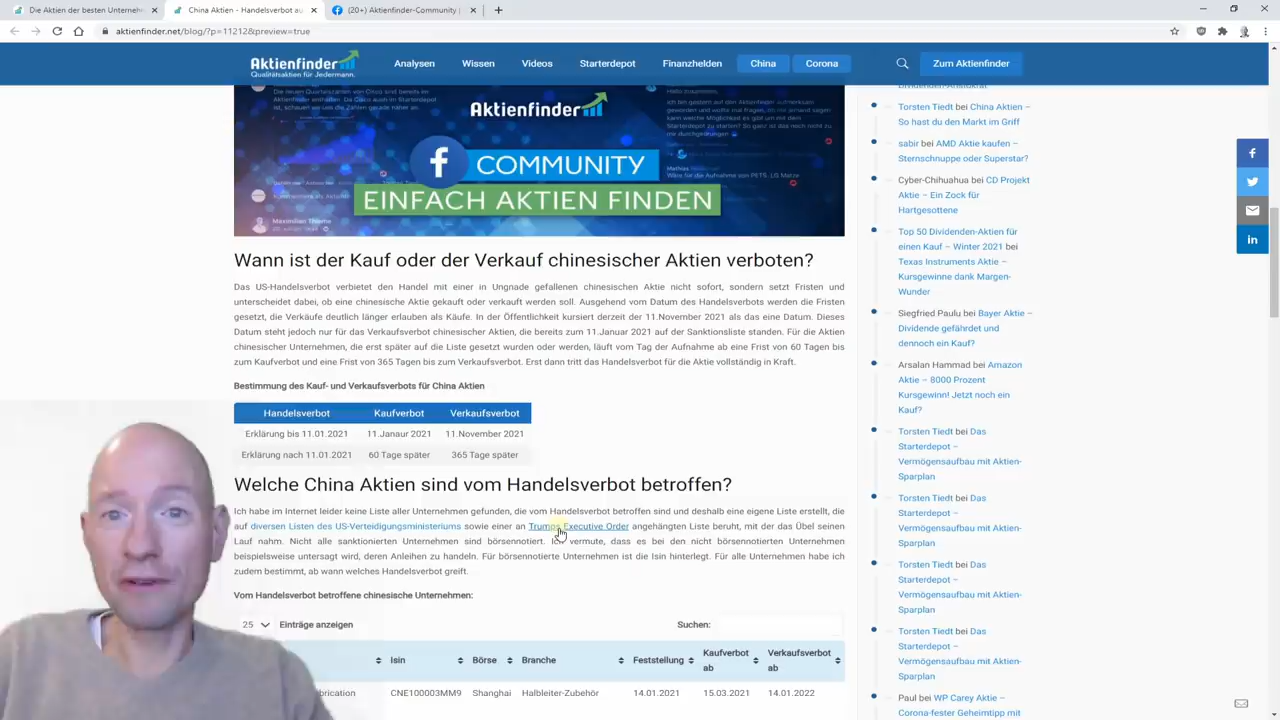 Die Aktien der besten Unterneh
China Aktien - Handelsverbot au
(20+) Aktienfinder-Community |
aktienfinder.net/blog/?p=11212&preview=true
Aktienfinder
Qualitätsaktien für Jedermann.
Analysen
Wissen
Videos
Starterdepot
Finanzhelden
China
Corona
Zum Aktienfinder
Aktienfinder
COMMUNITY
EINFACH AKTIEN FINDEN
Wann ist der Kauf oder der Verkauf chinesischer Aktien verboten?
Das US-Handelsverbot verbietet den Handel mit einer in Ungnade gefallenen chinesischen Aktie nicht sofort, sondern setzt Fristen und
unterscheidet dabei, ob eine chinesische Aktie gekauft oder verkauft werden soll. Ausgehend vom Datum des Handelsverbots werden die Fristen
gesetzt, die Verkäufe deutlich länger erlauben als Käufe. In der Öffentlichkeit kursiert derzeit der 11.November 2021 als das eine Datum. Dieses
Datum steht jedoch nur für das Verkaufsverbot chinesischer Aktien, die bereits zum 11.Januar 2021 auf der Sanktionsliste standen. Für die Aktien
chinesischer Unternehmen, die erst später auf die Liste gesetzt wurden oder werden, läuft vom Tag der Aufnahme ab eine Frist von 60 Tagen bis
zum Kaufverbot und eine Frist von 365 Tagen bis zum Verkaufsverbot. Erst dann tritt das Handelsverbot für die Aktie vollständig in Kraft.
Bestimmung des Kauf- und Verkaufsverbots für China Aktien
Handelsverbot Kaufverbot Verkaufsverbot
Erklärung bis 11.01.2021 11.Janaur 2021 11.November 2021
Erklärung nach 11.01.2021 60 Tage später 365 Tage später
Welche China Aktien sind vom Handelsverbot betroffen?
Ich habe im Internet leider keine Liste aller Unternehmen gefunden, die vom Handelsverbot betroffen sind und deshalb eine eigene Liste erstellt, die
auf diversen Listen des US-Verteidigungsministeriums sowie einer an Trumps Executive Order angehängten Liste beruht, mit der das Übel seinen
Lauf nahm. Nicht alle sanktionierten Unternehmen sind börsennotiert. Ich vermute, dass es bei den nicht börsennotierten Unternehmen
beispielsweise untersagt wird, deren Anleihen zu handeln. Für börsennotierte Unternehmen ist die Isin hinterlegt. Für alle Unternehmen habe ich
zudem bestimmt, ab wann welches Handelsverbot greift.
Vom Handelsverbot betroffene chinesische Unternehmen:
25 Einträge anzeigen Suchen:
Isin Börse Branche Feststellung Kaufverbot ab Verkaufsverbot ab
brication CNE100003MM9 Shanghai Halbleiter-Zubehör 14.01.2021 15.03.2021 14.01.2022
Dividenden-Aristokrat
Torsten Tiedt bei China Aktien –
So hast du den Markt im Griff
sabir bei AMD Aktie kaufen –
Sternschnuppe oder Superstar?
Cyber-Chihuahua bei CD Projekt
Aktie – Ein Zock für
Hartgesottene
Top 50 Dividenden-Aktien für
einen Kauf – Winter 2021 bei
Texas Instruments Aktie –
Kursgewinne dank Margen-
Wunder
Siegfried Paulu bei Bayer Aktie –
Dividende gefährdet und
dennoch ein Kauf?
Arsalan Hammad bei Amazon
Aktie – 8000 Prozent
Kursgewinn! Jetzt noch ein
Kauf?
Torsten Tiedt bei Das
Starterdepot –
Vermögensaufbau mit Aktien-
Sparplan
Torsten Tiedt bei Das
Starterdepot –
Vermögensaufbau mit Aktien-
Sparplan
Torsten Tiedt bei Das
Starterdepot –
Vermögensaufbau mit Aktien-
Sparplan
Torsten Tiedt bei Das
Starterdepot –
Vermögensaufbau mit Aktien-
Sparplan
Paul bei WP Carey Aktie –
Corona-fester Geheimtipp mit